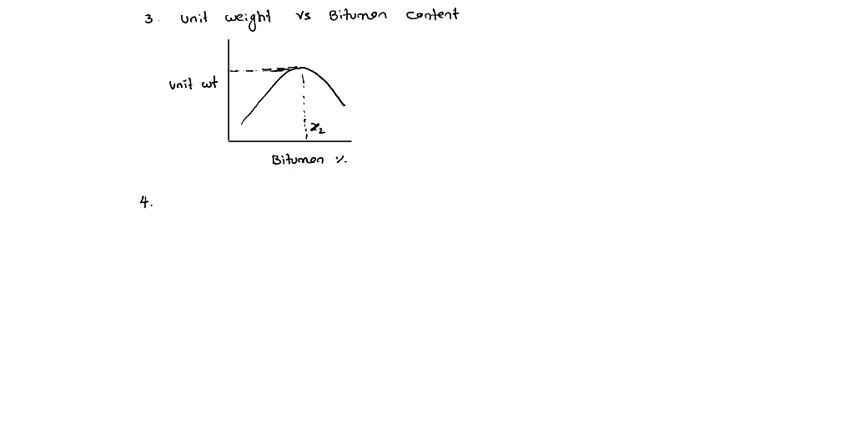 3. Unit weight vs Bitumen content
Unit wt
x₂
Bitumen %.
4.